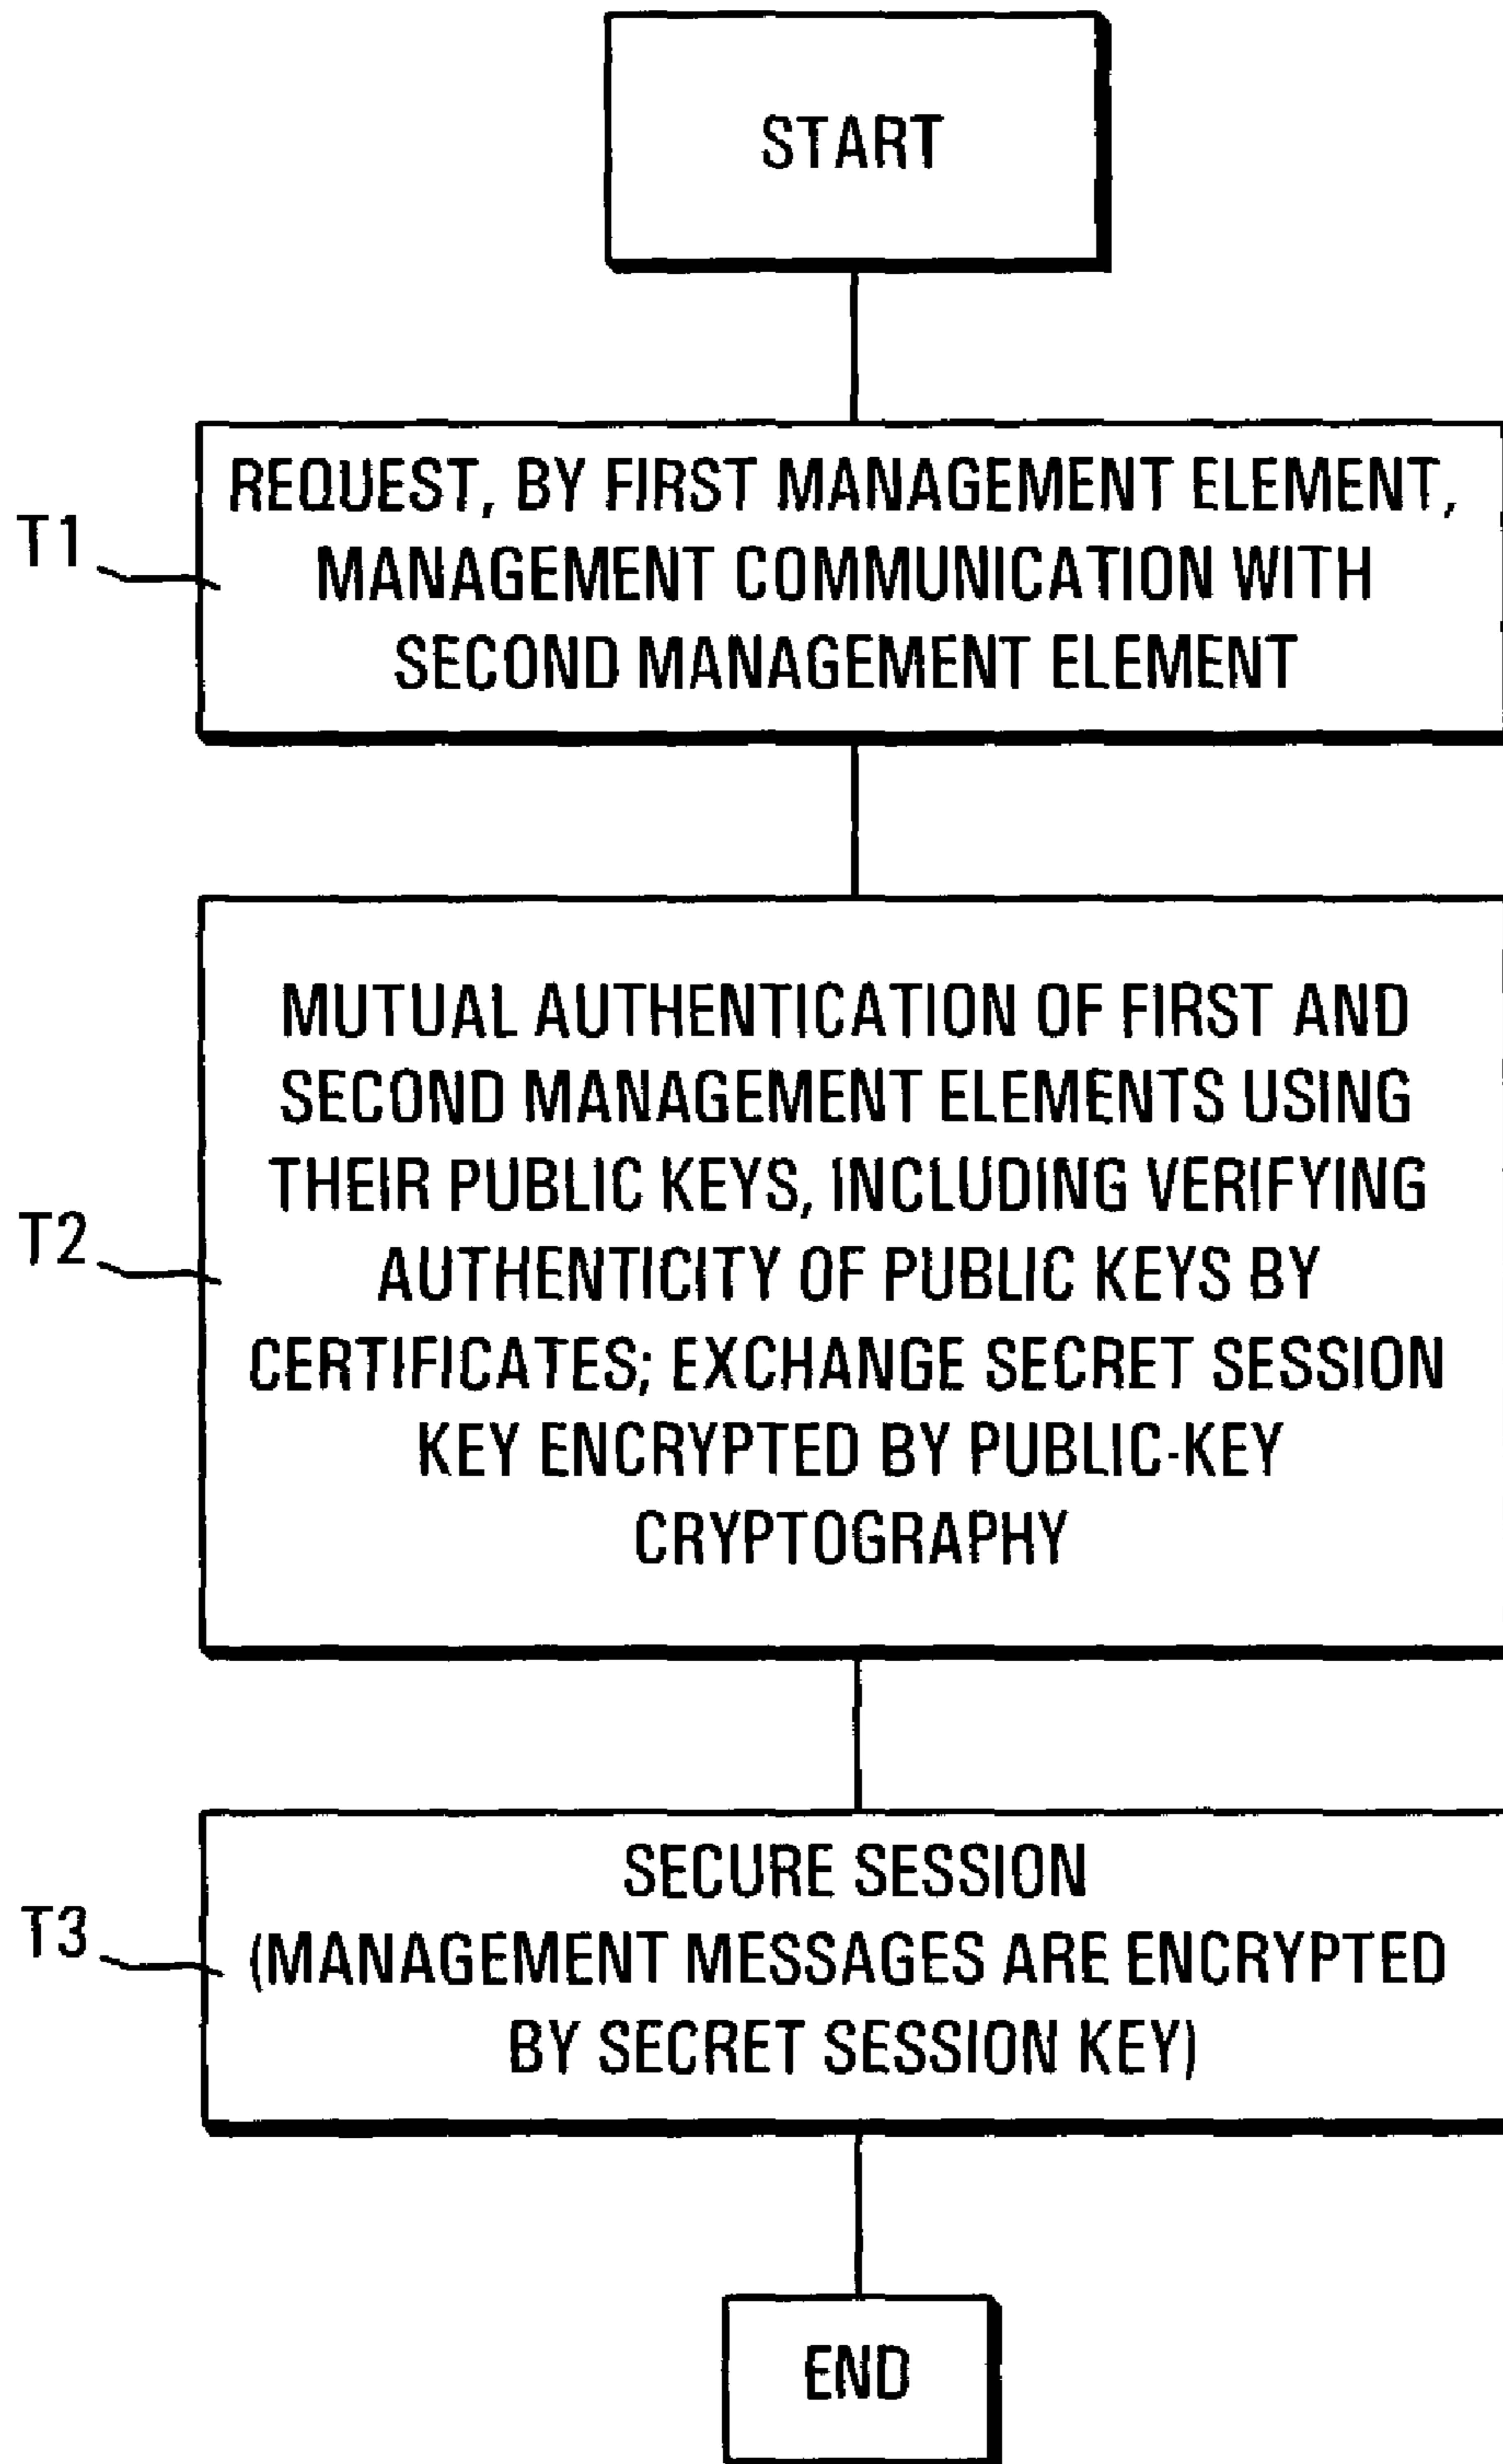 START
T1
REQUEST, BY FIRST MANAGEMENT ELEMENT,
MANAGEMENT COMMUNICATION WITH
SECOND MANAGEMENT ELEMENT
T2
MUTUAL AUTHENTICATION OF FIRST AND
SECOND MANAGEMENT ELEMENTS USING
THEIR PUBLIC KEYS, INCLUDING VERIFYING
AUTHENTICITY OF PUBLIC KEYS BY
CERTIFICATES; EXCHANGE SECRET SESSION
KEY ENCRYPTED BY PUBLIC-KEY
CRYPTOGRAPHY
T3
SECURE SESSION
(MANAGEMENT MESSAGES ARE ENCRYPTED
BY SECRET SESSION KEY)
END